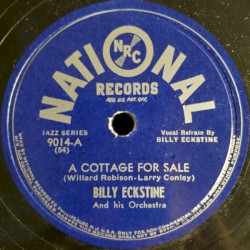 NATIONAL
NRC
RECORDS
REG. U.S. PAT. OFF.
JAZZ SERIES
9014-A
(54)
Vocal Refrain By
BILLY ECKSTINE
A COTTAGE FOR SALE
(Willard Robison-Larry Conley)
BILLY ECKSTINE
And his Orchestra